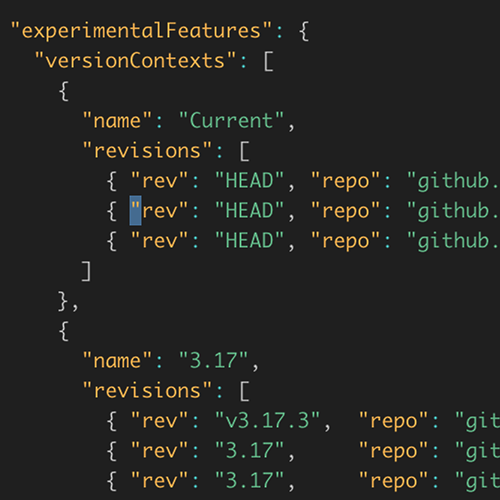 "experimentalFeatures": {
"versionContexts": [
{
"name": "Current",
"revisions": [
{ "rev": "HEAD", "repo": "github.
{ "rev": "HEAD", "repo": "github.
{ "rev": "HEAD", "repo": "github.
]
},
{
"name": "3.17",
"revisions": [
{ "rev": "v3.17.3", "repo": "git
{ "rev": "3.17", "repo": "git
{ "rev": "3.17", "repo": "git